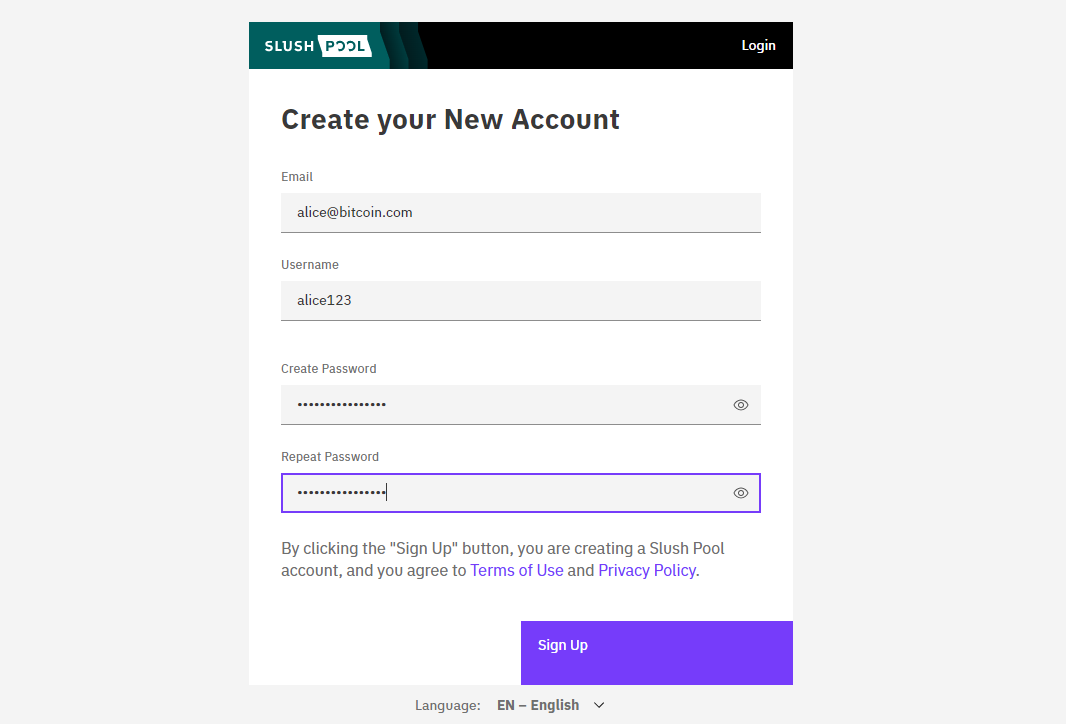 SLUSH POOL
Login
Create your New Account
Email
alice@bitcoin.com
Username
alice123
Create Password
••••••••••••••••
Repeat Password
••••••••••••••••
By clicking the "Sign Up" button, you are creating a Slush Pool
account, and you agree to Terms of Use and Privacy Policy.
Sign Up
Language: EN – English